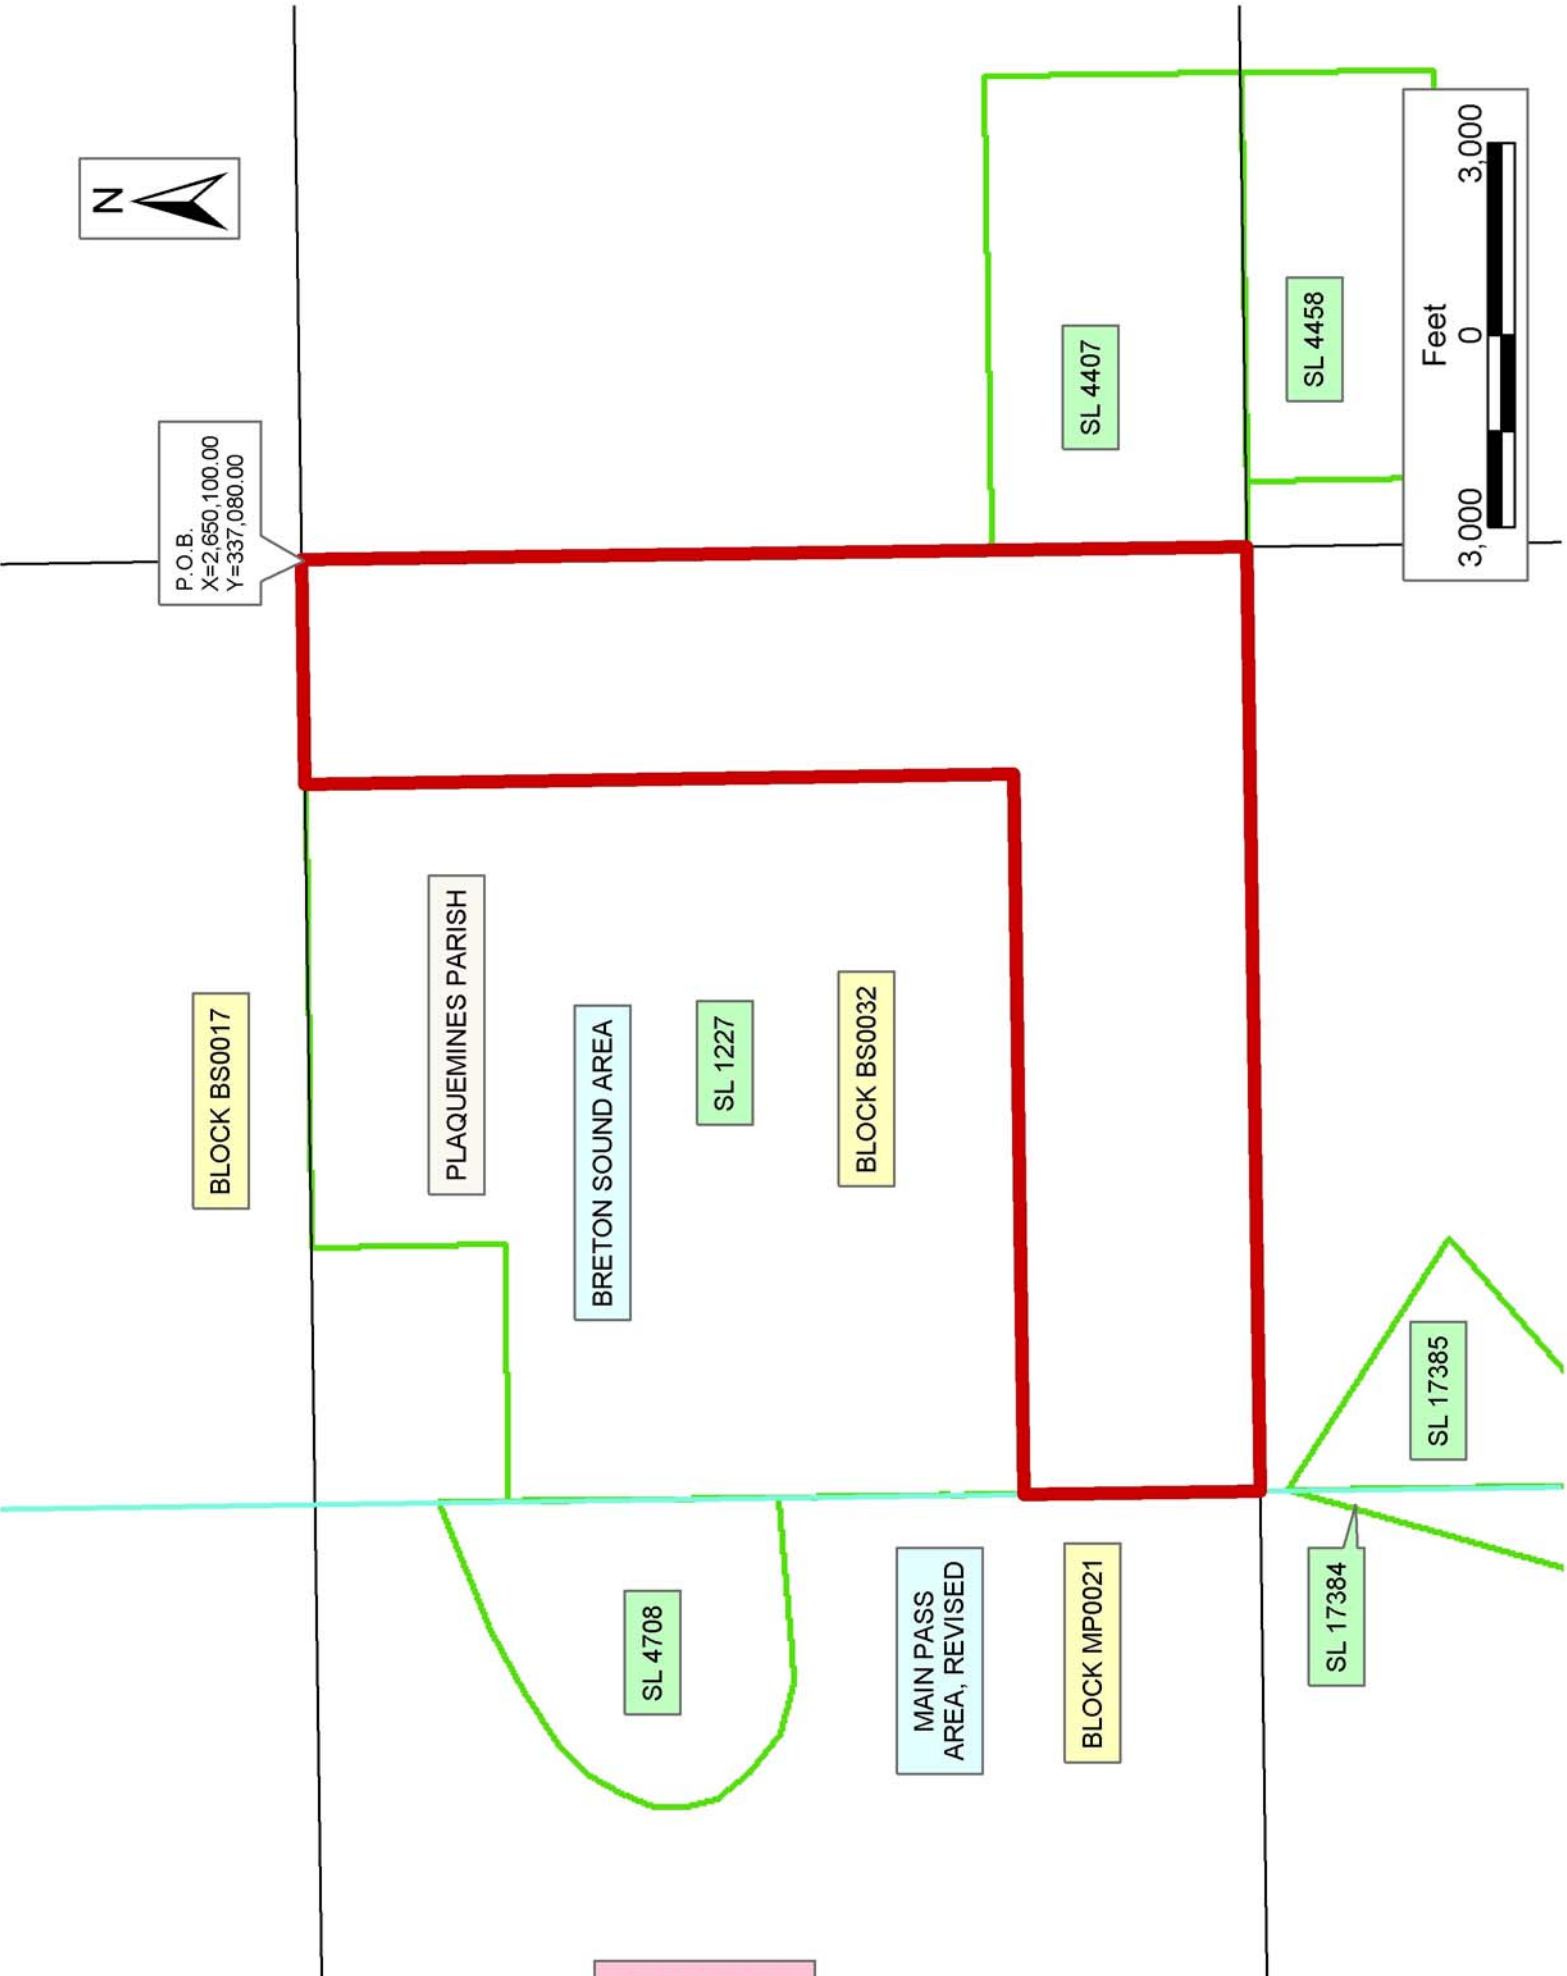 N
P.O.B.
X=2,650,100.00
Y=337,080.00
BLOCK BS0017
PLAQUEMINES PARISH
BRETON SOUND AREA
SL 1227
BLOCK BS0032
SL 4708
MAIN PASS
AREA, REVISED
BLOCK MP0021
SL 4407
SL 4458
SL 17384
SL 17385
Feet
3,000 0 3,000